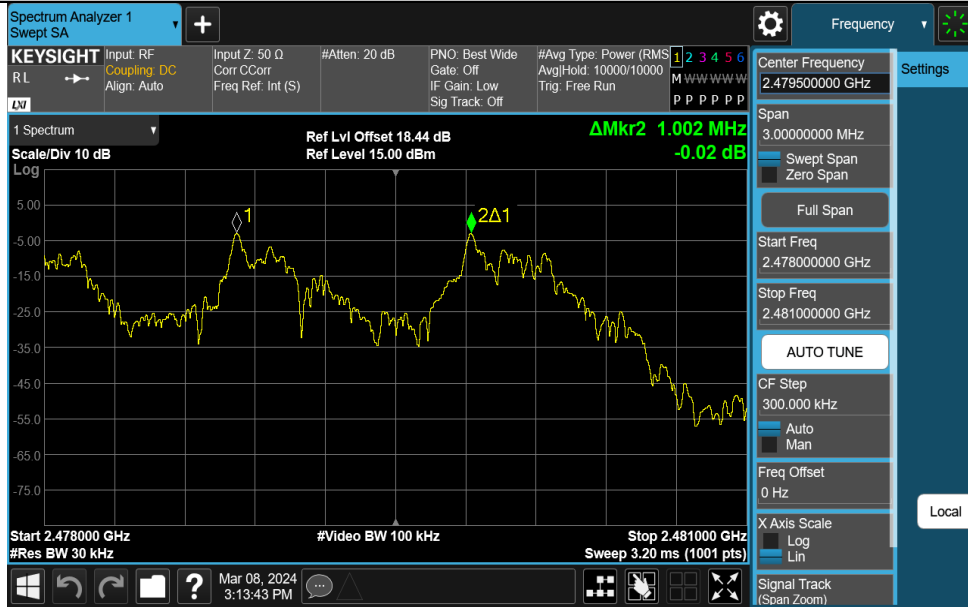 Spectrum Analyzer 1
Swept SA
+
Frequency
KEYSIGHT
R L
LXI
Input: RF
Coupling: DC
Align: Auto
Input Z: 50 Ω
Corr CCorr
Freq Ref: Int (S)
#Atten: 20 dB
PNO: Best Wide
Gate: Off
IF Gain: Low
Sig Track: Off
#Avg Type: Power (RMS
Avg|Hold: 10000/10000
Trig: Free Run
1 2 3 4 5 6
M W W W W W
P P P P P P
Center Frequency
2.479500000 GHz
Settings
Span
3.00000000 MHz
Swept Span
Zero Span
Full Span
Start Freq
2.478000000 GHz
Stop Freq
2.481000000 GHz
AUTO TUNE
CF Step
300.000 kHz
Auto
Man
Freq Offset
0 Hz
X Axis Scale
Log
Lin
Signal Track
(Span Zoom)
Local
1 Spectrum
Scale/Div 10 dB
Ref Lvl Offset 18.44 dB
Ref Level 15.00 dBm
ΔMkr2 1.002 MHz
-0.02 dB
Log
5.00
-5.00
-15.0
-25.0
-35.0
-45.0
-55.0
-65.0
-75.0
1
2Δ1
Start 2.478000 GHz
#Res BW 30 kHz
#Video BW 100 kHz
Stop 2.481000 GHz
Sweep 3.20 ms (1001 pts)
?
Mar 08, 2024
3:13:43 PM